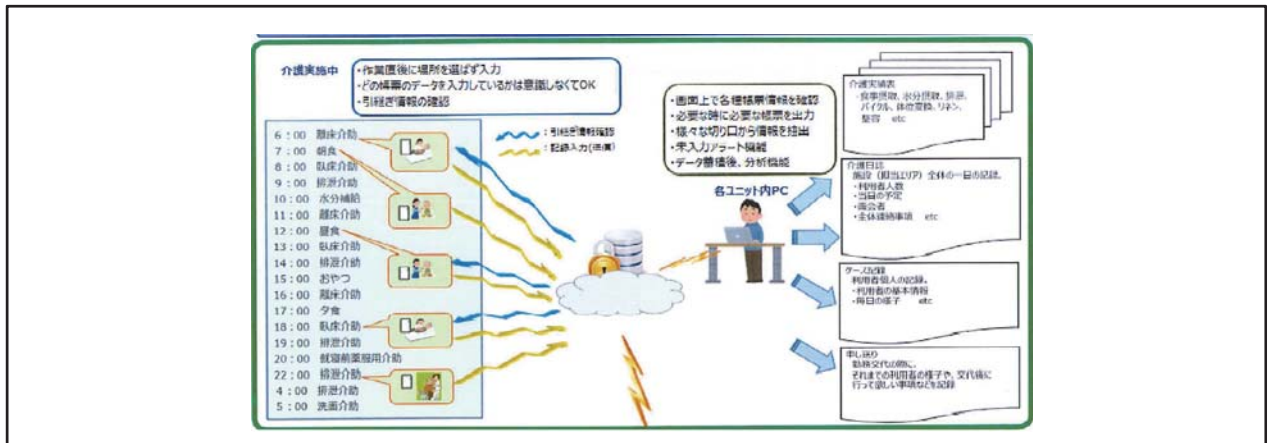 介護実施中
・作業直後に場所を選ばず入力
・どの帳票のデータを入力しているかは意識しなくてOK
・引継ぎ情報の確認
6：00 離床介助
7：00 朝食
8：00 臥床介助
9：00 排泄介助
10：00 水分補給
11：00 離床介助
12：00 昼食
13：00 臥床介助
14：00 排泄介助
15：00 おやつ
16：00 離床介助
17：00 夕食
18：00 臥床介助
19：00 排泄介助
20：00 就寝前薬服用介助
22：00 排泄介助
4：00 排泄介助
5：00 洗面介助
：引継ぎ情報確認
：記録入力(送信)
・画面上で各種帳票情報を確認
・必要な時に必要な帳票を出力
・様々な切り口から情報を抽出
・未入力アラート機能
・データ蓄積後、分析機能
各ユニット内PC
介護実績表
・食事摂取、水分摂取、排泄、
バイタル、体位変換、リネン、
整容 etc
介護日誌
施設（担当エリア）全体の一日の記録。
・利用者人数
・当日の予定
・面会者
・全体連絡事項 etc
ケース記録
利用者個人の記録。
・利用者の基本情報
・毎日の様子 etc
申し送り
勤務交代の際に、
それまでの利用者の様子や、交代後に
行って欲しい事項などを記録